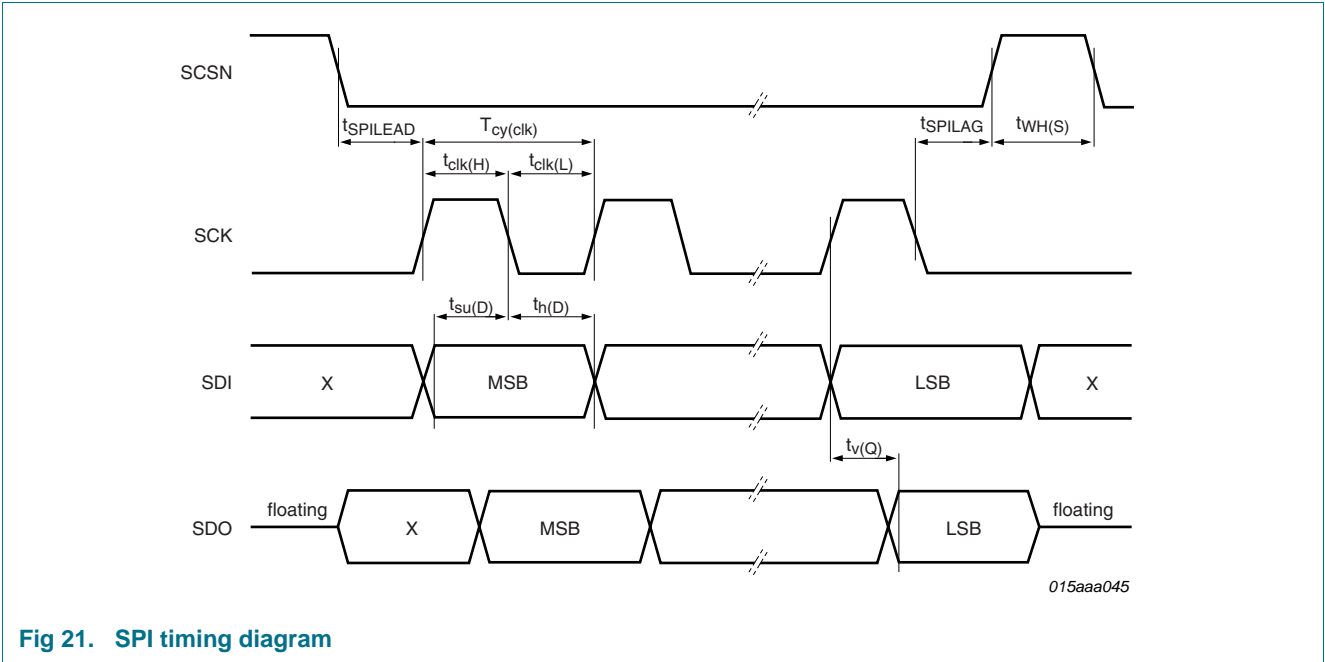 SCSN
tSPILEAD
Tcy(clk)
tSPILAG
tWH(S)
tclk(H)
tclk(L)
SCK
tsu(D)
th(D)
SDI
X
MSB
LSB
X
tv(Q)
floating
floating
SDO
X
MSB
LSB
015aaa045
Fig 21. SPI timing diagram